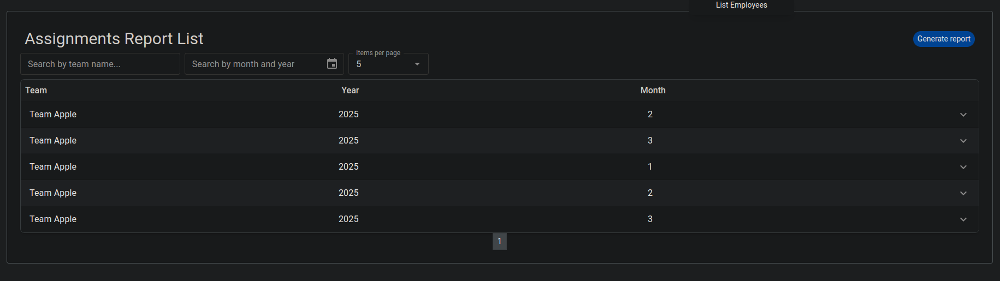 List Employees
Assignments Report List
Generate report
Search by team name...
Search by month and year
Items per page
5
Team Year Month
Team Apple 2025 2
Team Apple 2025 3
Team Apple 2025 1
Team Apple 2025 2
Team Apple 2025 3
1